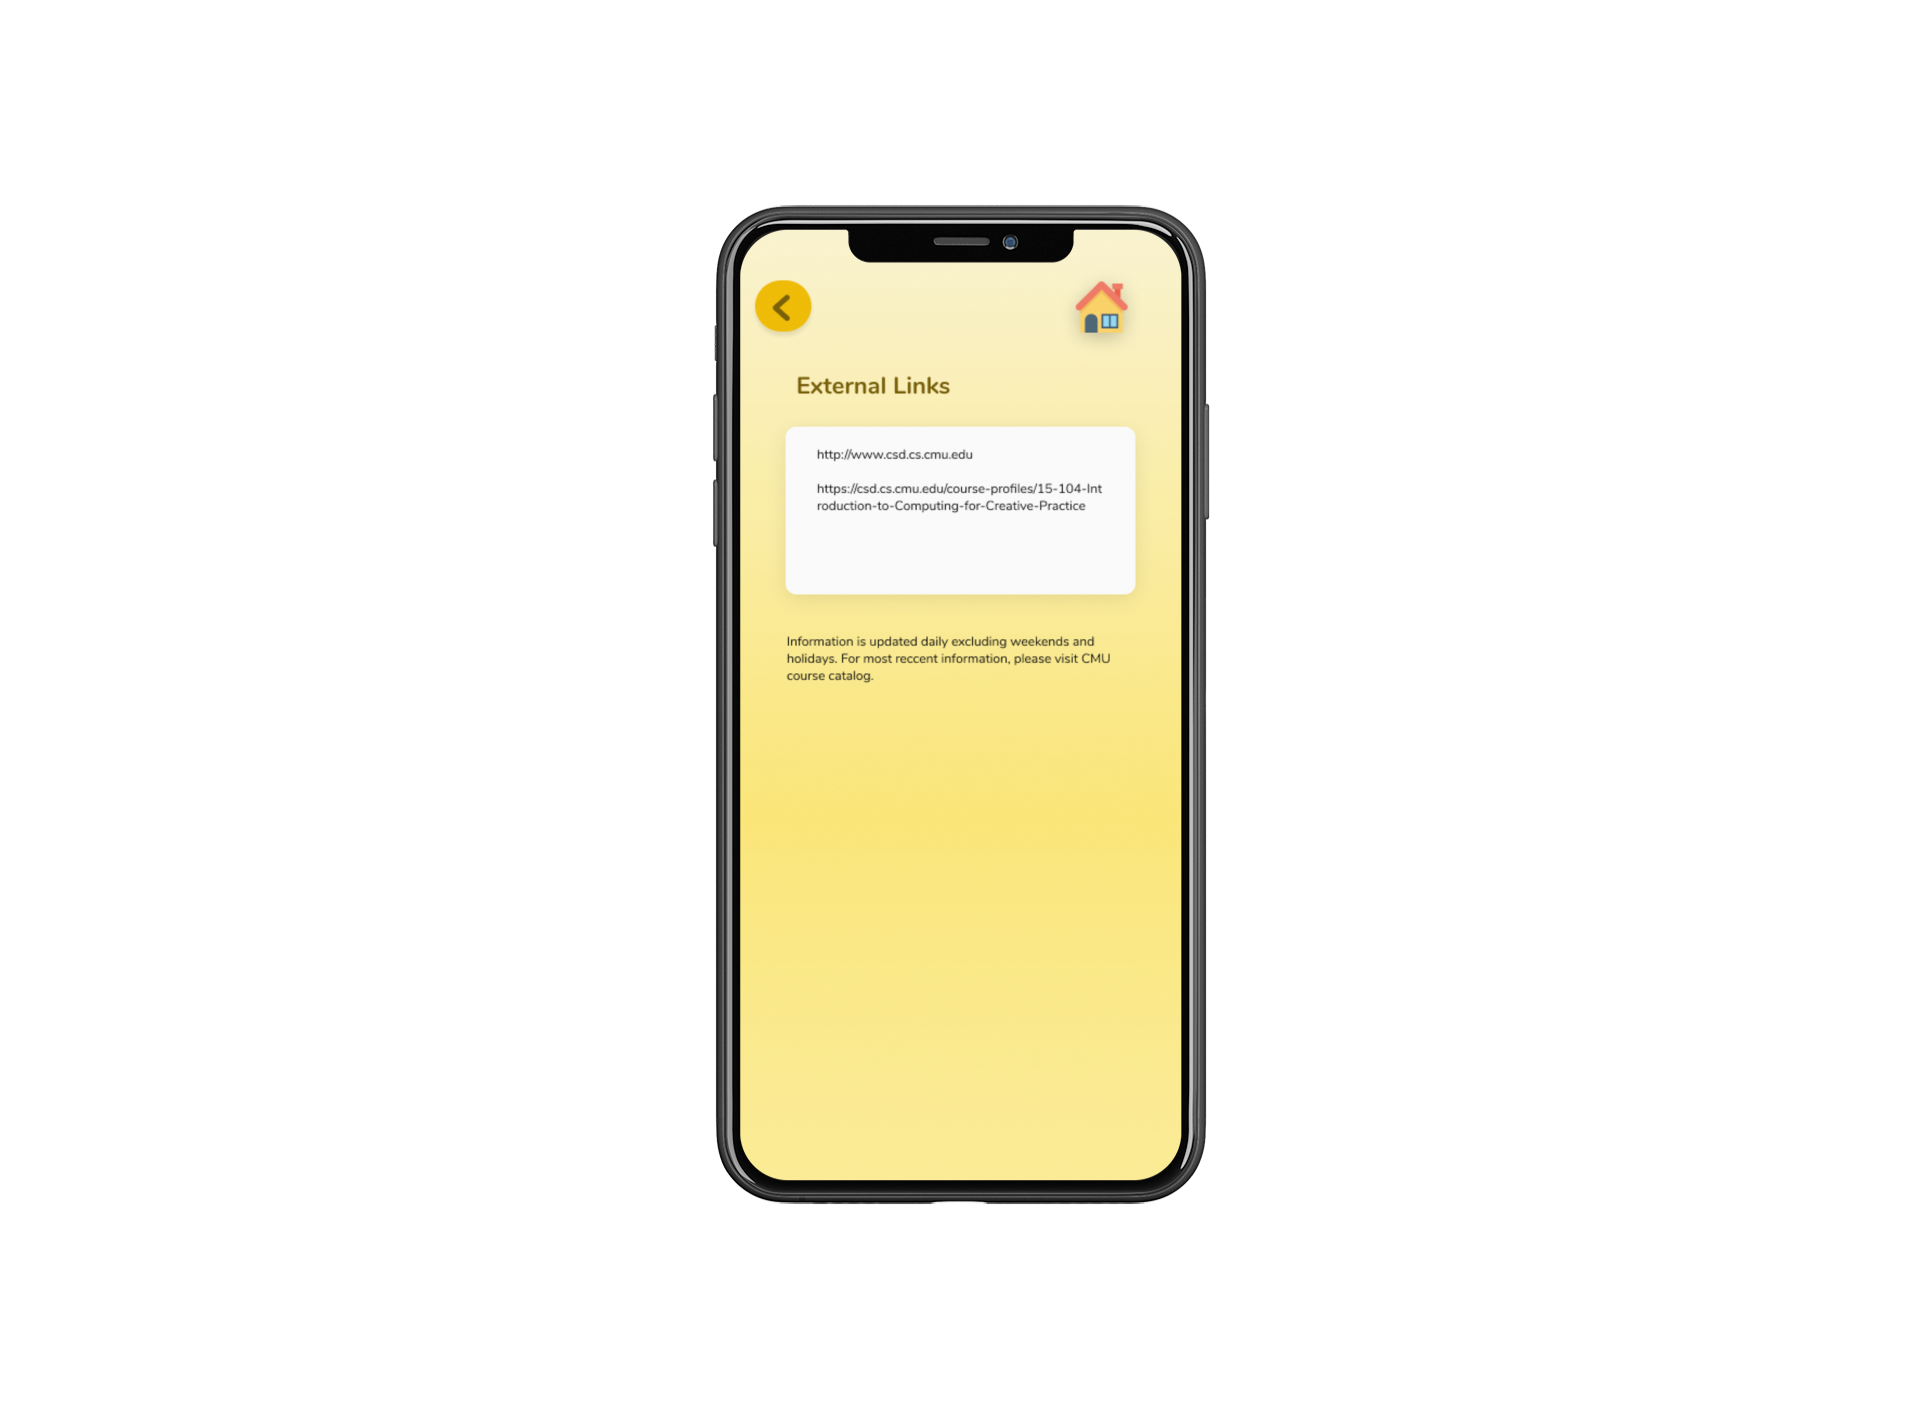 External Links
http://www.csd.cs.cmu.edu
https://csd.cs.cmu.edu/course-profiles/15-104-Int
roduction-to-Computing-for-Creative-Practice
Information is updated daily excluding weekends and
holidays. For most reccent information, please visit CMU
course catalog.